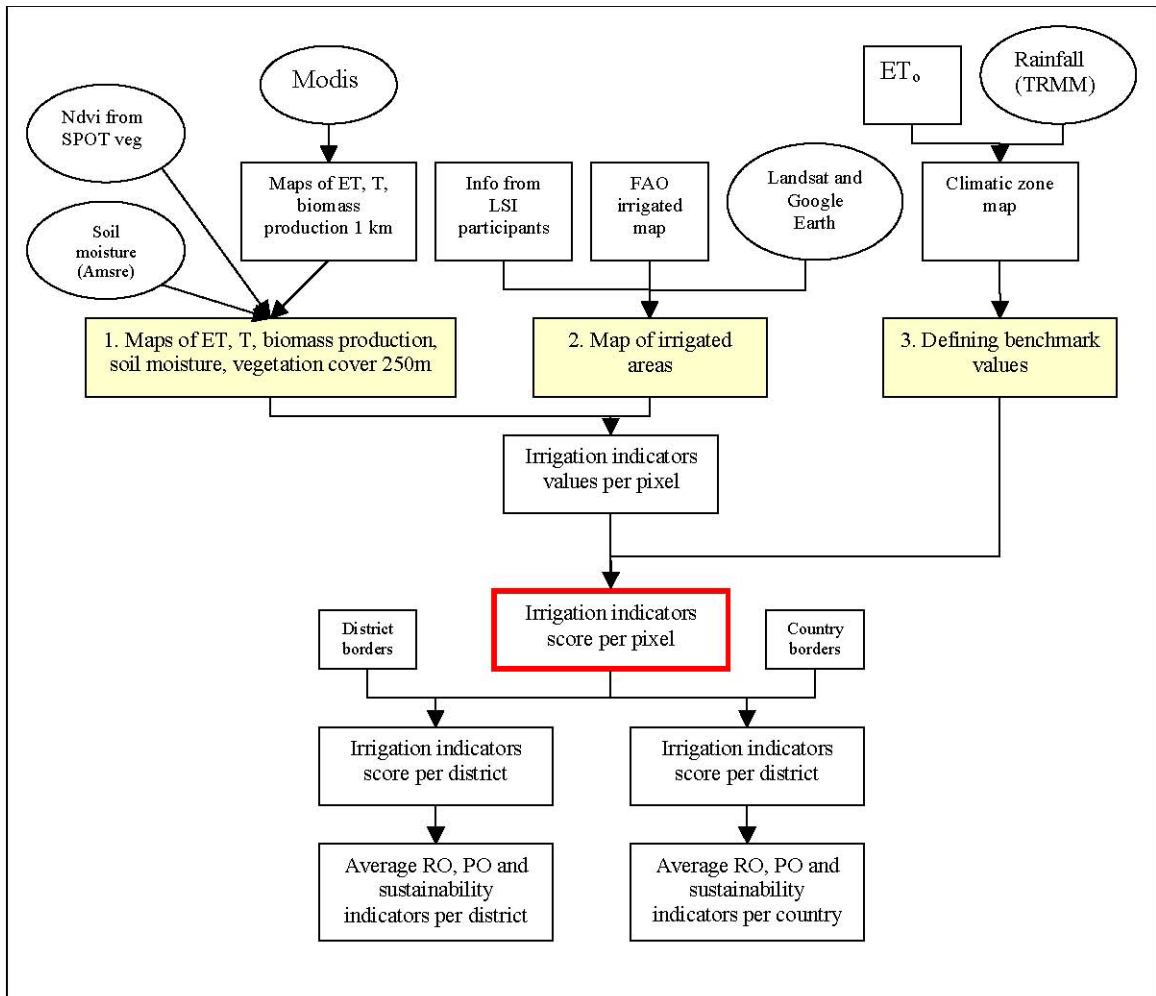 Modis
ET₀
Rainfall
(TRMM)
Ndvi from
SPOT veg
Maps of ET, T,
biomass
production 1 km
Info from
LSI
participants
FAO
irrigated
map
Landsat and
Google
Earth
Climatic zone
map
Soil
moisture
(Amsre)
1. Maps of ET, T, biomass production,
soil moisture, vegetation cover 250m
2. Map of irrigated
areas
3. Defining benchmark
values
Irrigation indicators
values per pixel
Irrigation indicators
score per pixel
District
borders
Country
borders
Irrigation indicators
score per district
Irrigation indicators
score per district
Average RO, PO and
sustainability
indicators per district
Average RO, PO and
sustainability
indicators per country